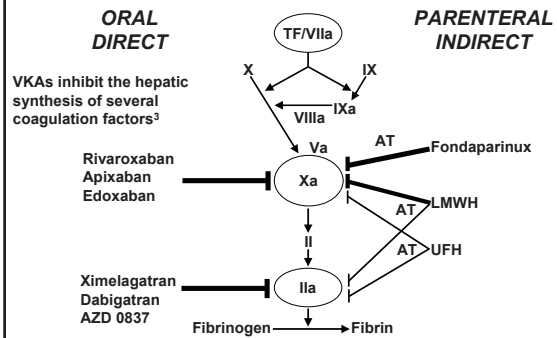 ORAL
DIRECT
PARENTERAL
INDIRECT
TF/VIIa
X
IX
VKAs inhibit the hepatic
synthesis of several
coagulation factors³
VIIIa
IXa
Va
AT
Fondaparinux
Rivaroxaban
Apixaban
Edoxaban
Xa
AT
LMWH
II
AT
UFH
Ximelagatran
Dabigatran
AZD 0837
IIa
Fibrinogen
Fibrin